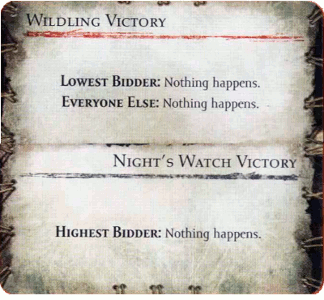 WILDLING VICTORY
LOWEST BIDDER: Nothing happens.
EVERYONE ELSE: Nothing happens.
NIGHT'S WATCH VICTORY
HIGHEST BIDDER: Nothing happens.